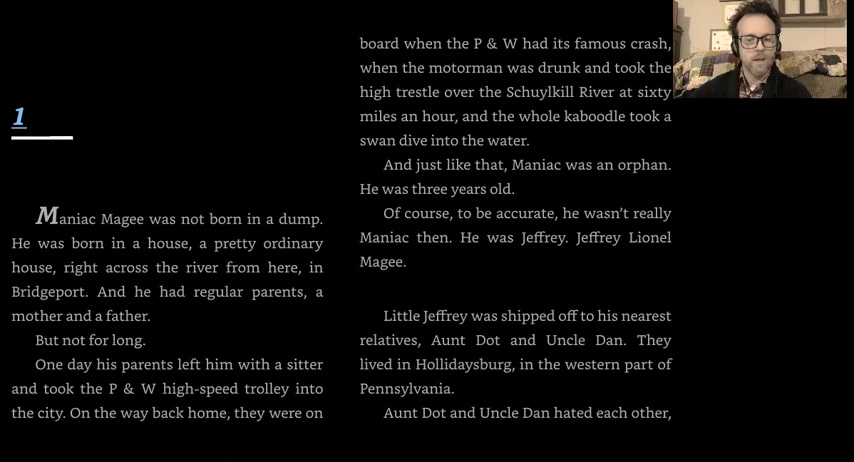 1
Maniac Magee was not born in a dump.
He was born in a house, a pretty ordinary
house, right across the river from here, in
Bridgeport. And he had regular parents, a
mother and a father.
But not for long.
One day his parents left him with a sitter
and took the P & W high-speed trolley into
the city. On the way back home, they were on
board when the P & W had its famous crash,
when the motorman was drunk and took the
high trestle over the Schuylkill River at sixty
miles an hour, and the whole kaboodle took a
swan dive into the water.
And just like that, Maniac was an orphan.
He was three years old.
Of course, to be accurate, he wasn't really
Maniac then. He was Jeffrey. Jeffrey Lionel
Magee.
Little Jeffrey was shipped off to his nearest
relatives, Aunt Dot and Uncle Dan. They
lived in Hollidaysburg, in the western part of
Pennsylvania.
Aunt Dot and Uncle Dan hated each other,